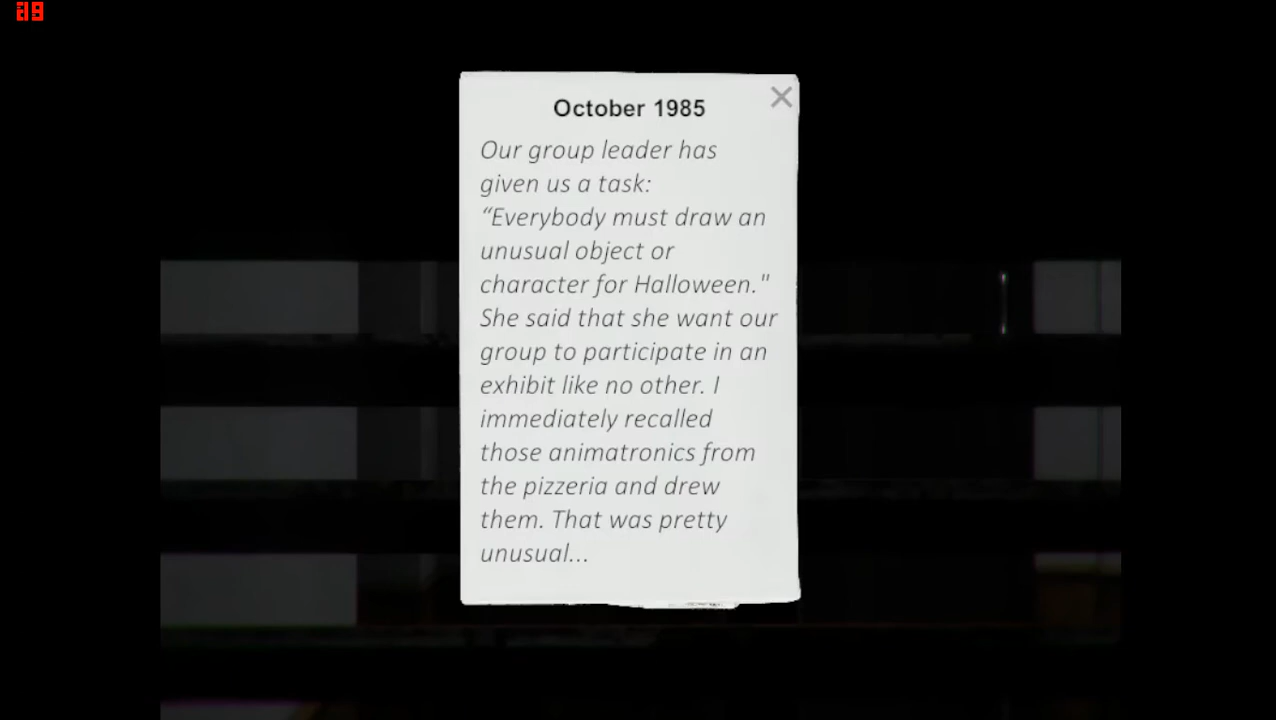 October 1985
Our group leader has
given us a task:
“Everybody must draw an
unusual object or
character for Halloween."
She said that she want our
group to participate in an
exhibit like no other. I
immediately recalled
those animatronics from
the pizzeria and drew
them. That was pretty
unusual...